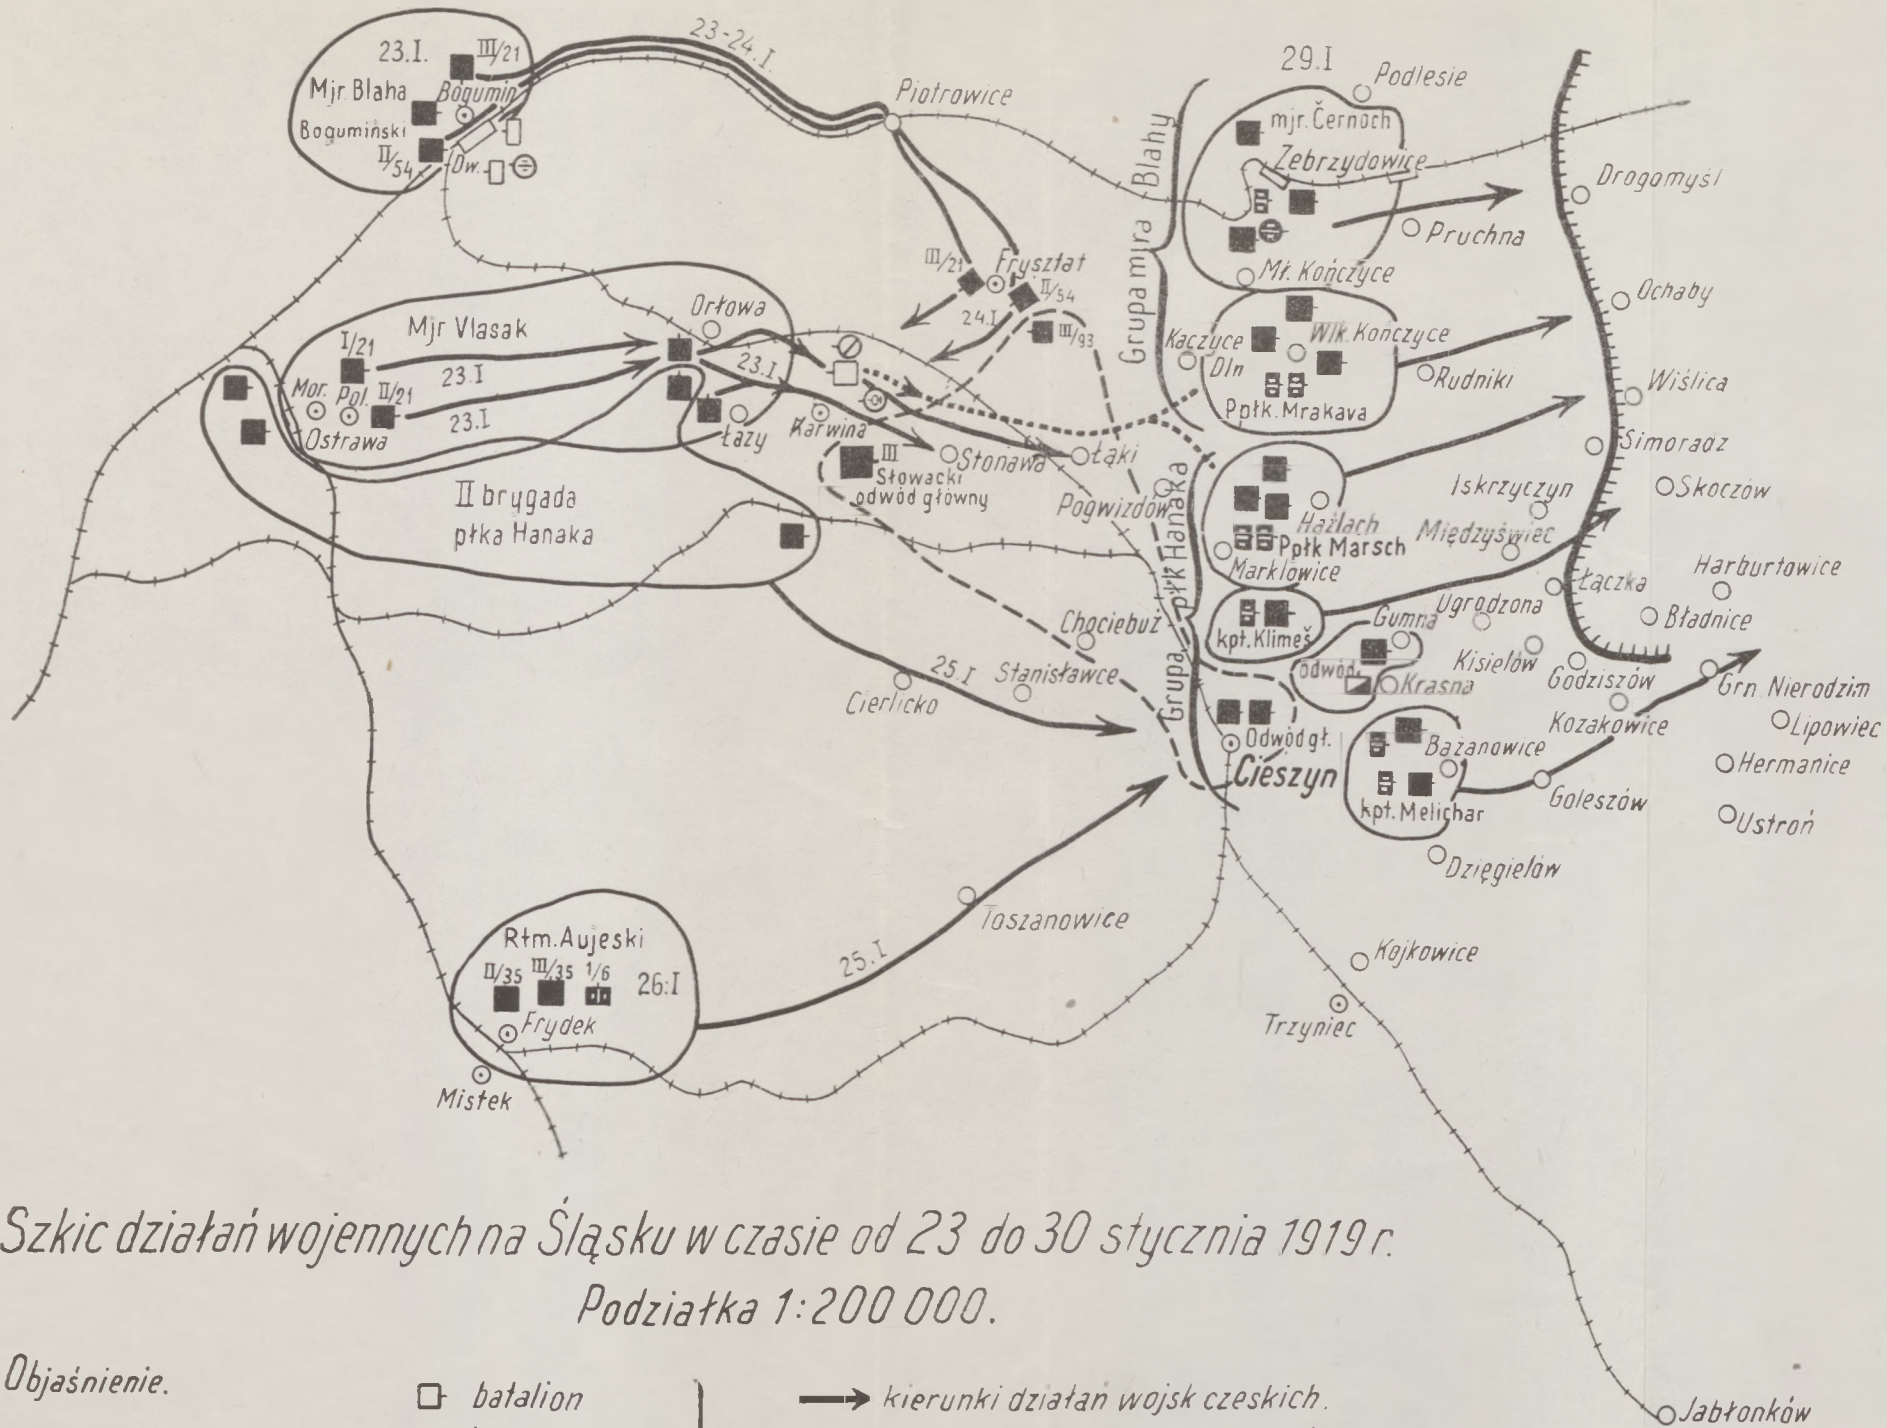 23-24.I.
23.I.
III/21
Mjr. Blaha
Bogumin
Bogumiński
II/54
Dw.
Piotrowice
29.I
Podlesie
mjr. Černoch
Zebrzydowice
Drogomyśl
Pruchna
Mł. Kończyce
Grupa mjra Blahy
III/21
Frysztat
II/54
24.I
III/93
Ochaby
Orłowa
Mjr Vlasak
I/21
23.I
Mor.
Pol.
II/21
Ostrawa
23.I
23.I
Łazy
Karwina
Kaczyce
Dln
Wlk. Kończyce
Rudniki
Ppłk. Mrakava
Wiślica
III
Słowacki
odwód główny
Stonawa
Łąki
Simoradz
II brygada
płka Hanaka
Pogwizdów
Grupa płk Hanaka
Hażlach
Ppłk Marsch
Marklowice
Iskrzyczyn
Międzyświec
Skoczów
Łączka
Harbutowice
Bładnice
kpt. Klimeš
Gumna
Ugrodzona
Kisielów
Godziszów
Grn. Nierodzim
Chociebuż
odwód
Krasna
Kozakowice
Lipowiec
25.I
Cierlicko
Stanisławce
Odwód gł.
Cieszyn
Bażanowice
kpt. Melichar
Goleszów
Hermanice
Ustroń
Dzięgielów
Rtm. Aujeski
II/35
III/35
1/6
26:I
Frydek
Mistek
25.I
Toszanowice
Kojkowice
Trzyniec
Szkic działań wojennych na Śląsku w czasie od 23 do 30 stycznia 1919 r.
Podziałka 1:200 000.
Objaśnienie.
batalion
kierunki działań wojsk czeskich.
Jabłonków